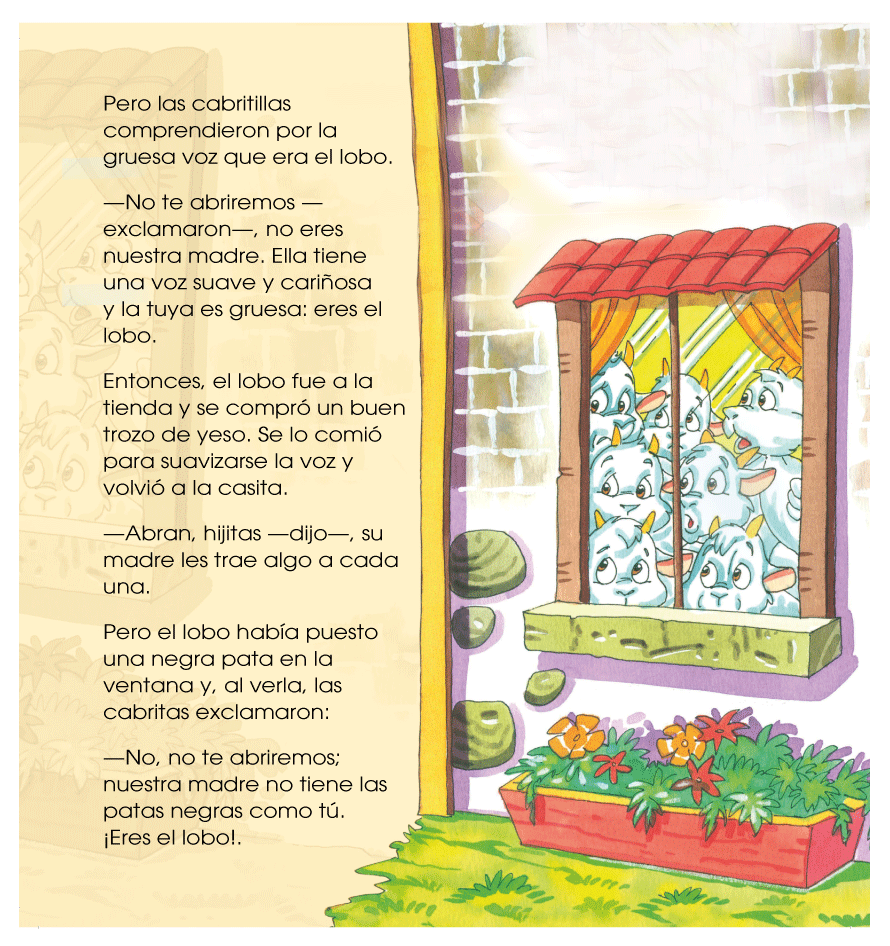 Pero las cabritillas
comprendieron por la
gruesa voz que era el lobo.
—No te abriremos —
exclamaron—, no eres
nuestra madre. Ella tiene
una voz suave y cariñosa
y la tuya es gruesa: eres el
lobo.
Entonces, el lobo fue a la
tienda y se compró un buen
trozo de yeso. Se lo comió
para suavizarse la voz y
volvió a la casita.
—Abran, hijitas —dijo—, su
madre les trae algo a cada
una.
Pero el lobo había puesto
una negra pata en la
ventana y, al verla, las
cabritas exclamaron:
—No, no te abriremos;
nuestra madre no tiene las
patas negras como tú.
¡Eres el lobo!.